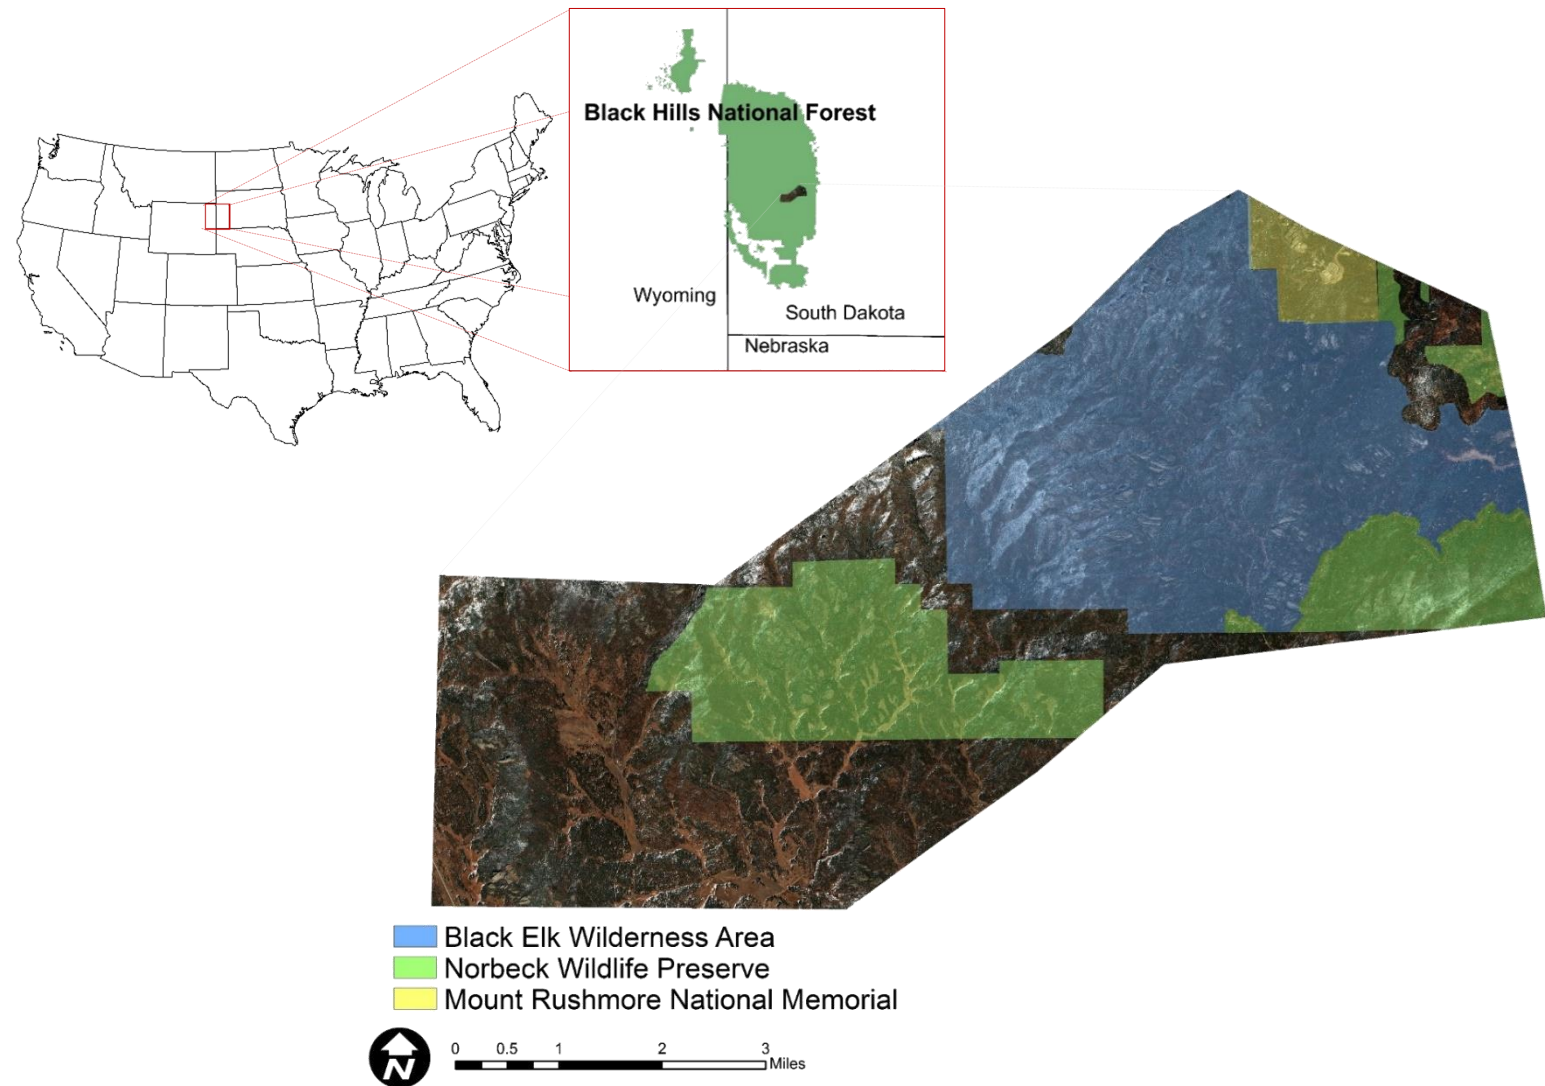 Black Hills National Forest
Wyoming
South Dakota
Nebraska
Black Elk Wilderness Area
Norbeck Wildlife Preserve
Mount Rushmore National Memorial
N
0 0.5 1 2 3
Miles